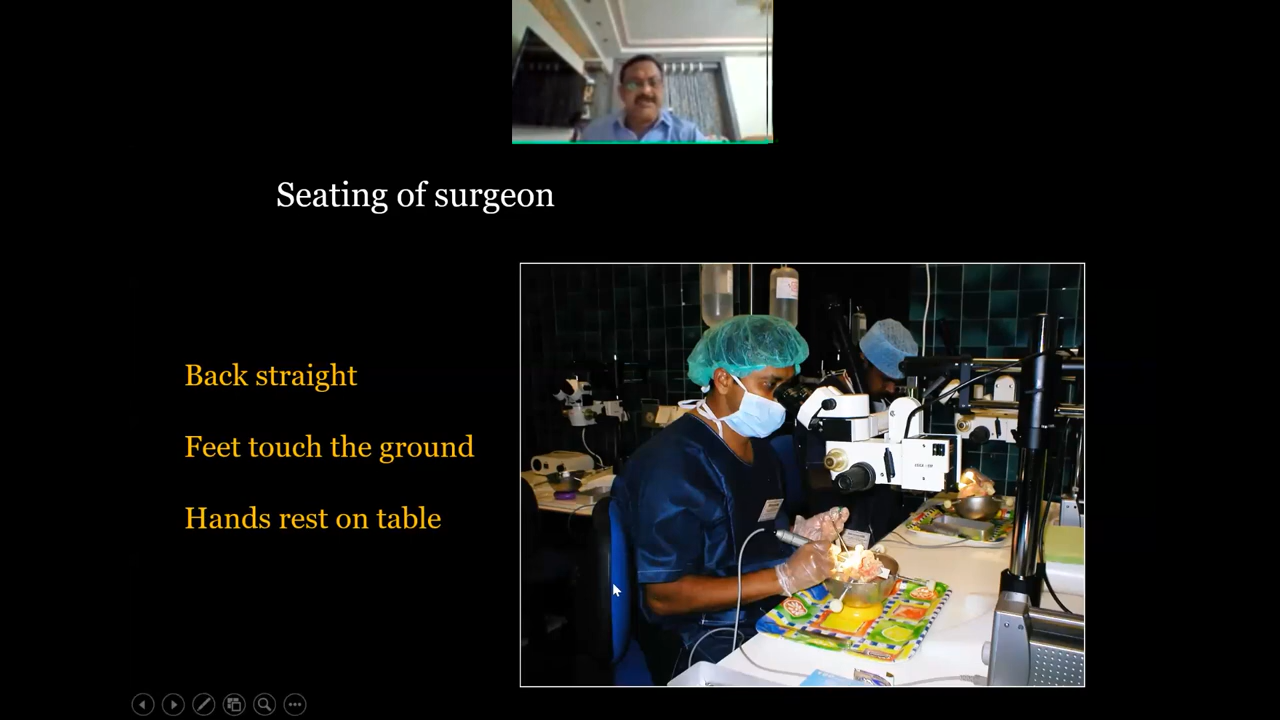 Seating of surgeon
Back straight
Feet touch the ground
Hands rest on table